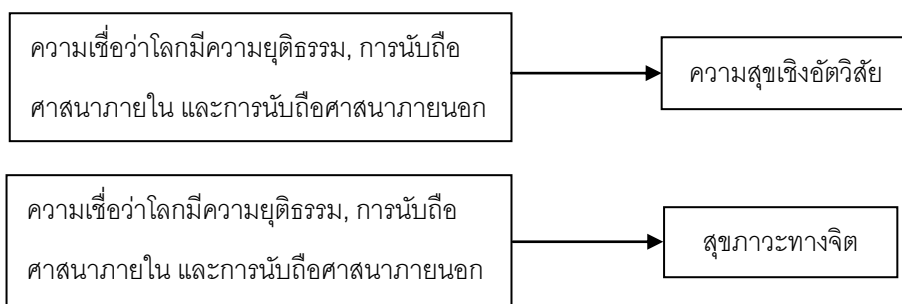 ความเชื่อว่าโลกมีความยุติธรรม, การนับถือ
ศาสนาภายใน และการนับถือศาสนาภายนอก
ความสุขเชิงอัตวิสัย
ความเชื่อว่าโลกมีความยุติธรรม, การนับถือ
ศาสนาภายใน และการนับถือศาสนาภายนอก
สุขภาวะทางจิต